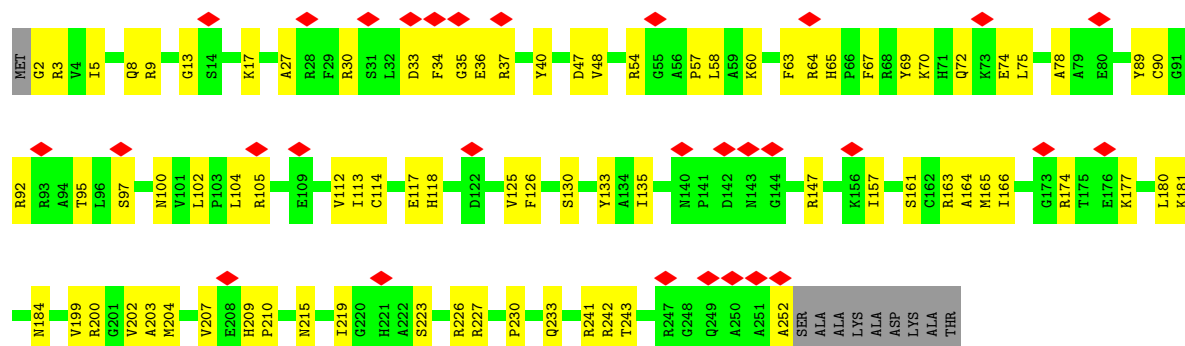 MET G2 R3 V4 I5 Q8 R9 G13 S14 K17 A27 R28 F29 R30 S31 L32 D33 F34 G35 E36 R37 Y40 D47 V48 R54 G55 A56 P57 L58 A59 K60 F63 R64 H65 P66 F67 R68 Y69 K70 H71 Q72 K73 E74 L75 A78 A79 E80 Y89 C90 G91
R92 R93 A94 T95 L96 S97 N100 V101 L102 P103 L104 R105 E109 V112 I113 C114 E117 H118 D122 V125 F126 S130 Y133 A134 I135 N140 P141 D142 N143 G144 R147 K156 I157 S161 C162 R163 A164 M165 I166 G173 R174 T175 E176 K177 L180 K181
N184 V199 R200 G201 V202 A203 M204 V207 E208 H209 P210 N215 I219 G220 H221 A222 S223 R226 R227 P230 Q233 R241 R242 T243 R247 G248 Q249 A250 A251 A252 SER ALA ALA LYS ALA ASP LYS ALA THR